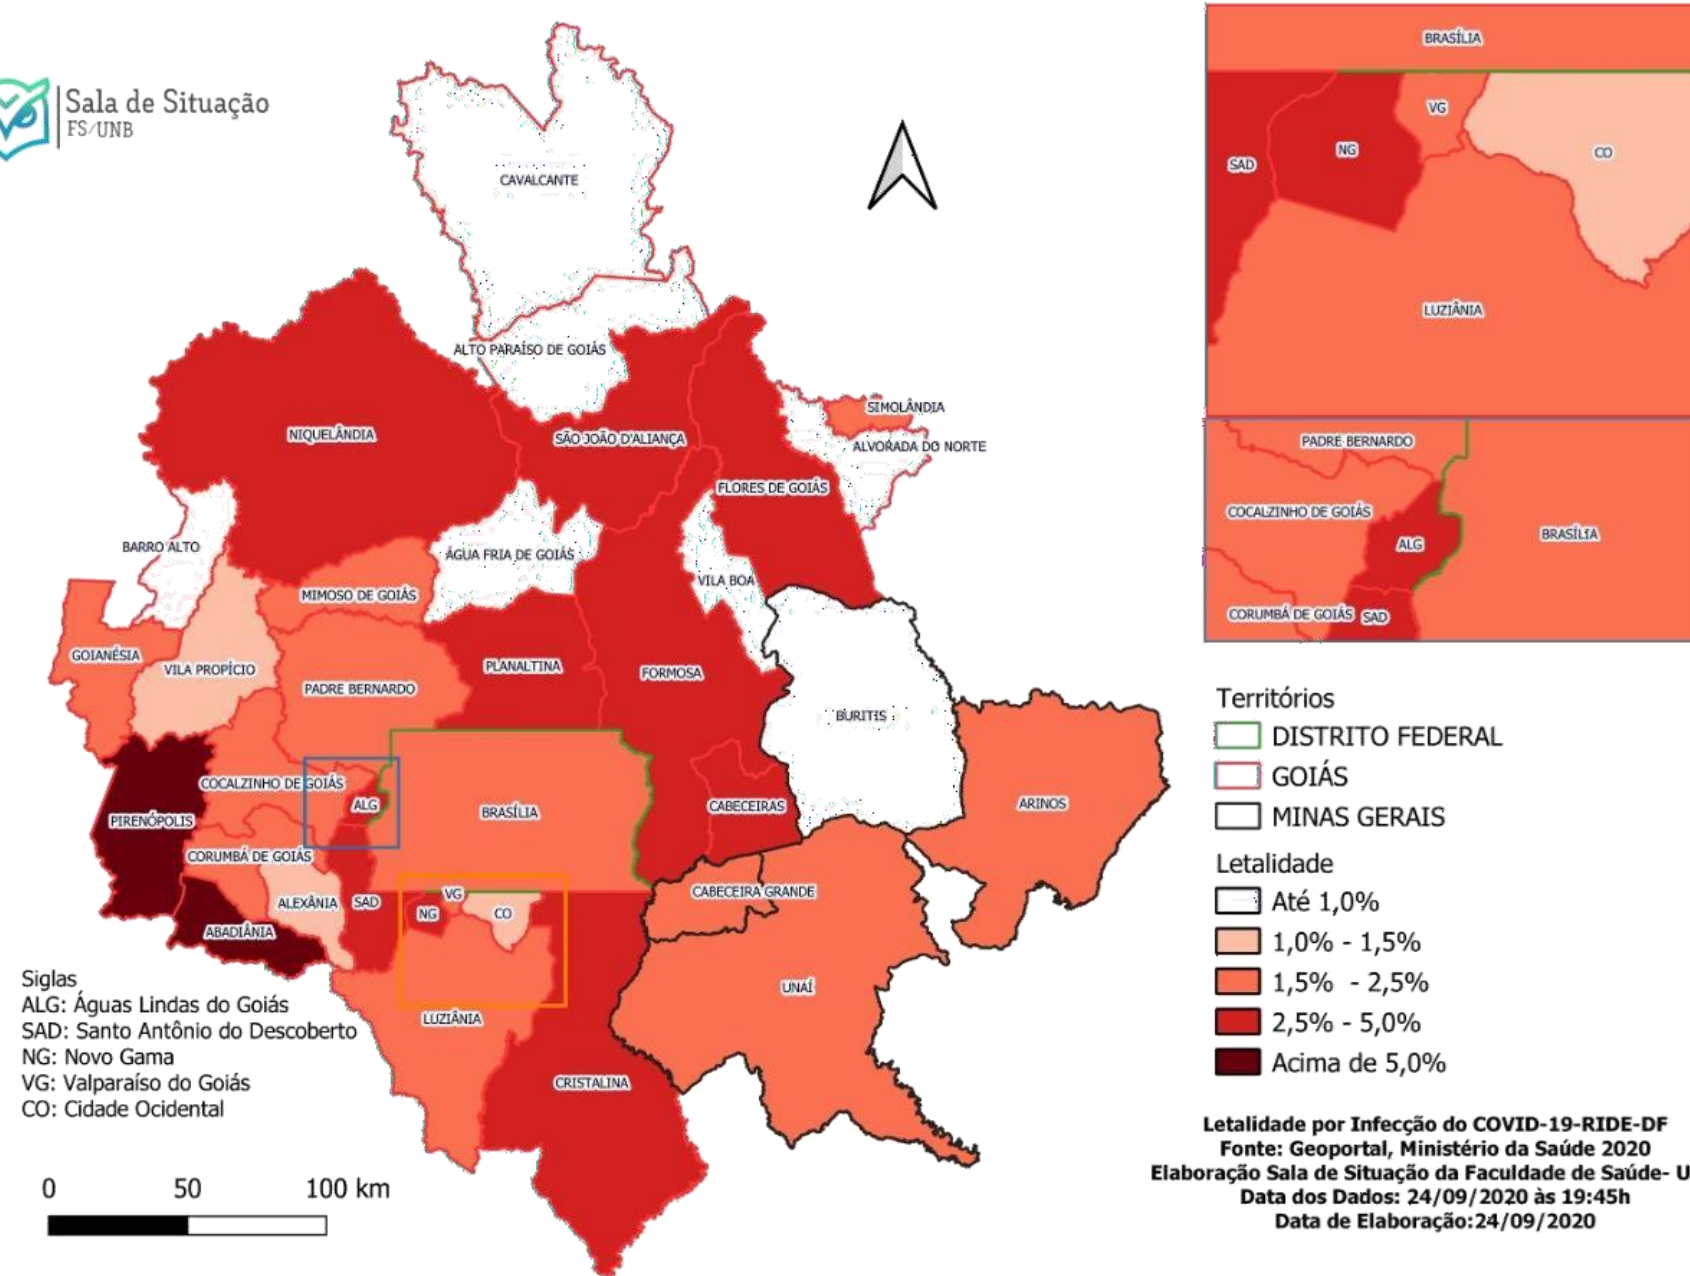 Sala de Situação
FS/UNB
CAVALCANTE
ALTO PARAÍSO DE GOIÁS
NIQUELÂNDIA
SÃO JOÃO D'ALIANÇA
SIMOLÂNDIA
ALVORADA DO NORTE
FLORES DE GOIÁS
BARRO ALTO
ÁGUA FRIA DE GOIÁS
VILA BOA
MIMOSO DE GOIÁS
GOIANÉSIA
VILA PROPÍCIO
PLANALTINA
FORMOSA
PADRE BERNARDO
BURITIS
COCALZINHO DE GOIÁS
ALG
BRASÍLIA
CABECEIRAS
ARINOS
PIRENÓPOLIS
CORUMBÁ DE GOIÁS
ALEXÂNIA
SAD
NG
VG
CO
CABECEIRA GRANDE
ABADIÂNIA
UNAÍ
LUZIÂNIA
CRISTALINA
Siglas
ALG: Águas Lindas do Goiás
SAD: Santo Antônio do Descoberto
NG: Novo Gama
VG: Valparaíso do Goiás
CO: Cidade Ocidental
0 50 100 km
BRASÍLIA
VG
NG
SAD
CO
LUZIÂNIA
PADRE BERNARDO
COCALZINHO DE GOIÁS
ALG
BRASÍLIA
CORUMBÁ DE GOIÁS
SAD
Territórios
DISTRITO FEDERAL
GOIÁS
MINAS GERAIS
Letalidade
Até 1,0%
1,0% - 1,5%
1,5% - 2,5%
2,5% - 5,0%
Acima de 5,0%
Letalidade por Infecção do COVID-19-RIDE-DF
Fonte: Geoportal, Ministério da Saúde 2020
Elaboração Sala de Situação da Faculdade de Saúde- U
Data dos Dados: 24/09/2020 às 19:45h
Data de Elaboração:24/09/2020